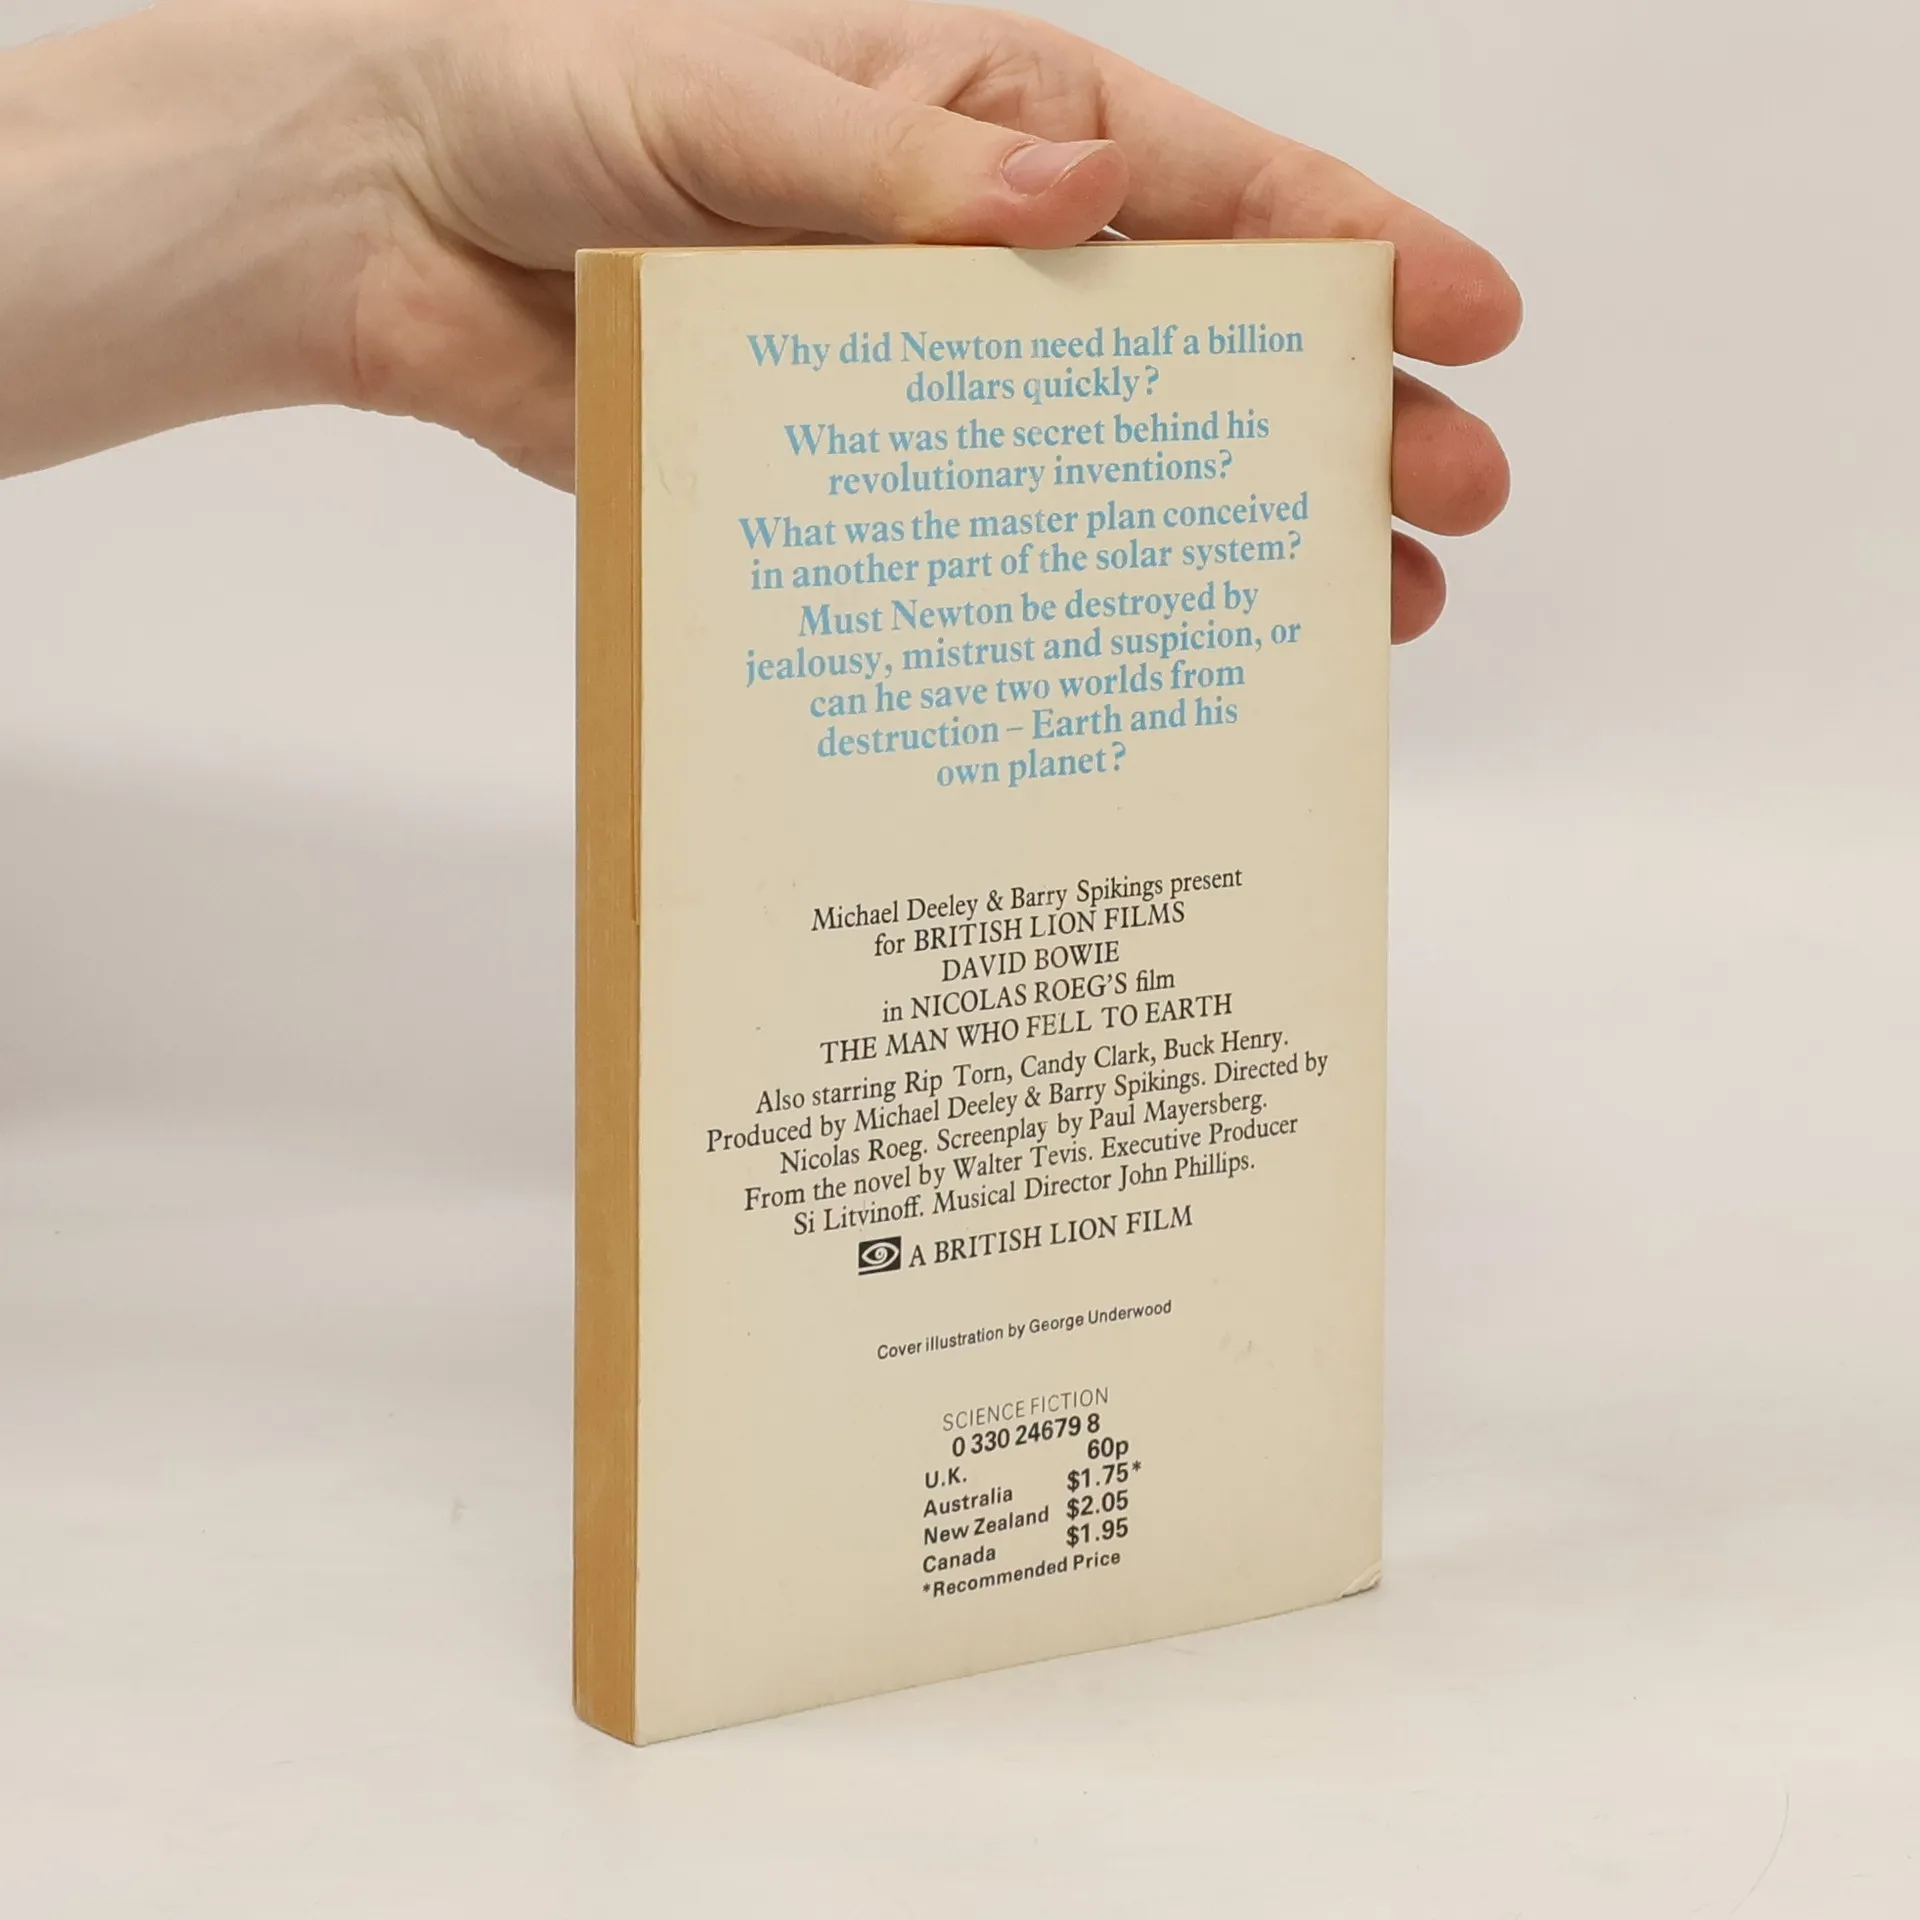 Why did Newton need half a billion
dollars quickly?
What was the secret behind his
revolutionary inventions?
What was the master plan conceived
in another part of the solar system?
Must Newton be destroyed by
jealousy, mistrust and suspicion, or
can he save two worlds from
destruction – Earth and his
own planet?
Michael Deeley & Barry Spikings present
for BRITISH LION FILMS
DAVID BOWIE
in NICOLAS ROEG'S film
THE MAN WHO FELL TO EARTH
Also starring Rip Torn, Candy Clark, Buck Henry.
Produced by Michael Deeley & Barry Spikings. Directed by
Nicolas Roeg. Screenplay by Paul Mayersberg.
From the novel by Walter Tevis. Executive Producer
Si Litvinoff. Musical Director John Phillips.
A BRITISH LION FILM
Cover illustration by George Underwood
SCIENCE FICTION
0 330 24679 8
U.K. 60p
Australia $1.75*
New Zealand $2.05
Canada $1.95
*Recommended Price